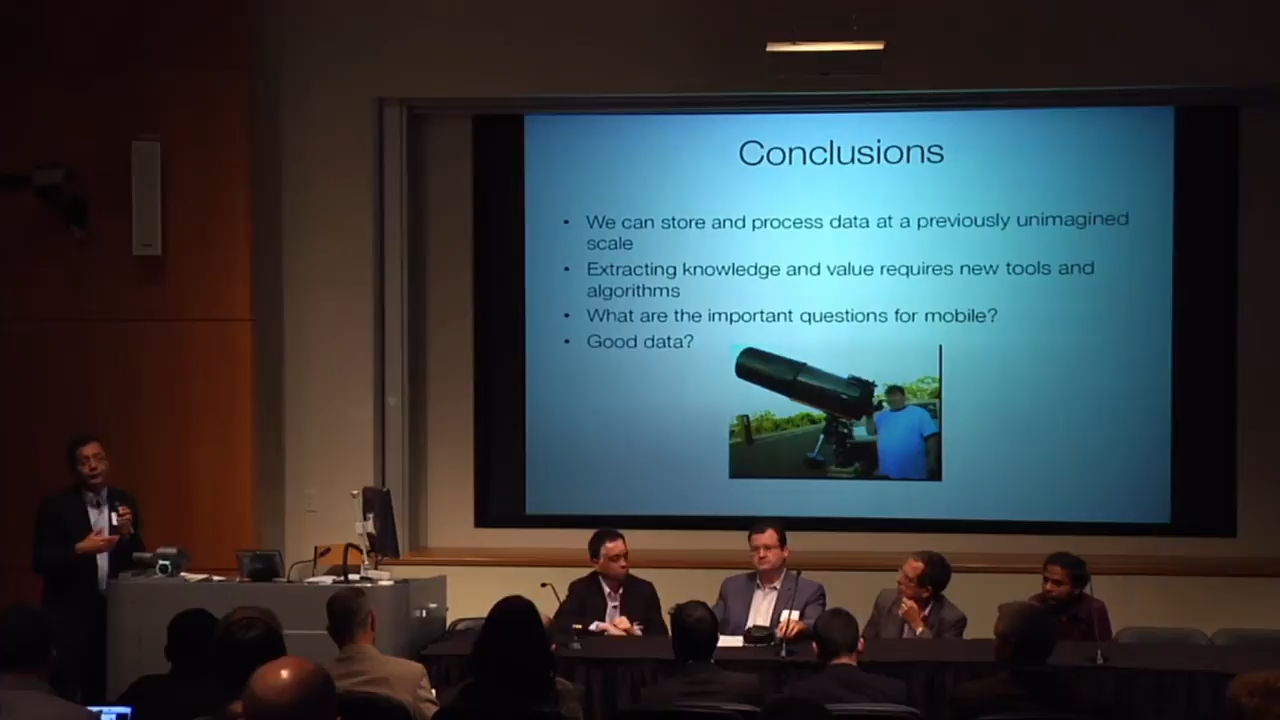 Conclusions
• We can store and process data at a previously unimagined
scale
• Extracting knowledge and value requires new tools and
algorithms
• What are the important questions for mobile?
• Good data?